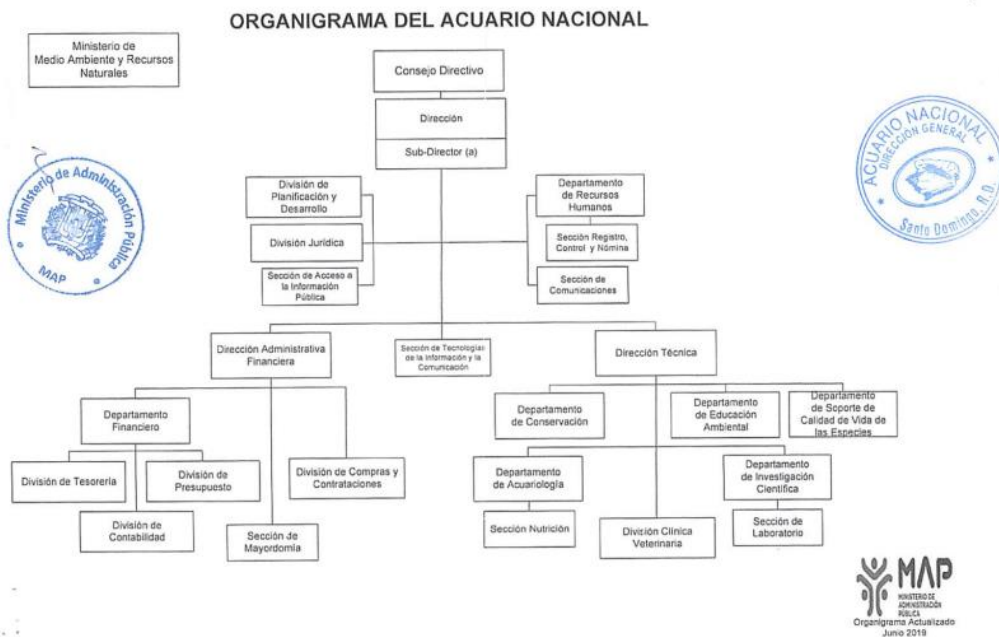 ORGANIGRAMA DEL ACUARIO NACIONAL
Ministerio de
Medio Ambiente y Recursos
Naturales
Consejo Directivo
Dirección
Sub-Director (a)
Ministerio de Administración Pública
MAP
ACUARIO NACIONAL
DIRECCIÓN GENERAL
Santo Domingo, R.D.
División de
Planificación y
Desarrollo
Departamento
de Recursos
Humanos
División Jurídica
Sección Registro,
Control y Nómina
Sección de Acceso a
la Información
Pública
Sección de
Comunicaciones
Dirección Administrativa
Financiera
Sección de Tecnologías
de la Información y la
Comunicación
Dirección Técnica
Departamento
Financiero
Departamento
de Conservación
Departamento
de Educación
Ambiental
Departamento
de Soporte de
Calidad de Vida de
las Especies
División de Tesorería
División de
Presupuesto
División de Compras y
Contrataciones
Departamento
de Acuariología
Departamento
de Investigación
Científica
División de
Contabilidad
Sección de
Mayordomía
Sección Nutrición
División Clínica
Veterinaria
Sección de
Laboratorio
MAP
MINISTERIO DE
ADMINISTRACIÓN
PÚBLICA
Organigrama Actualizado
Junio 2019